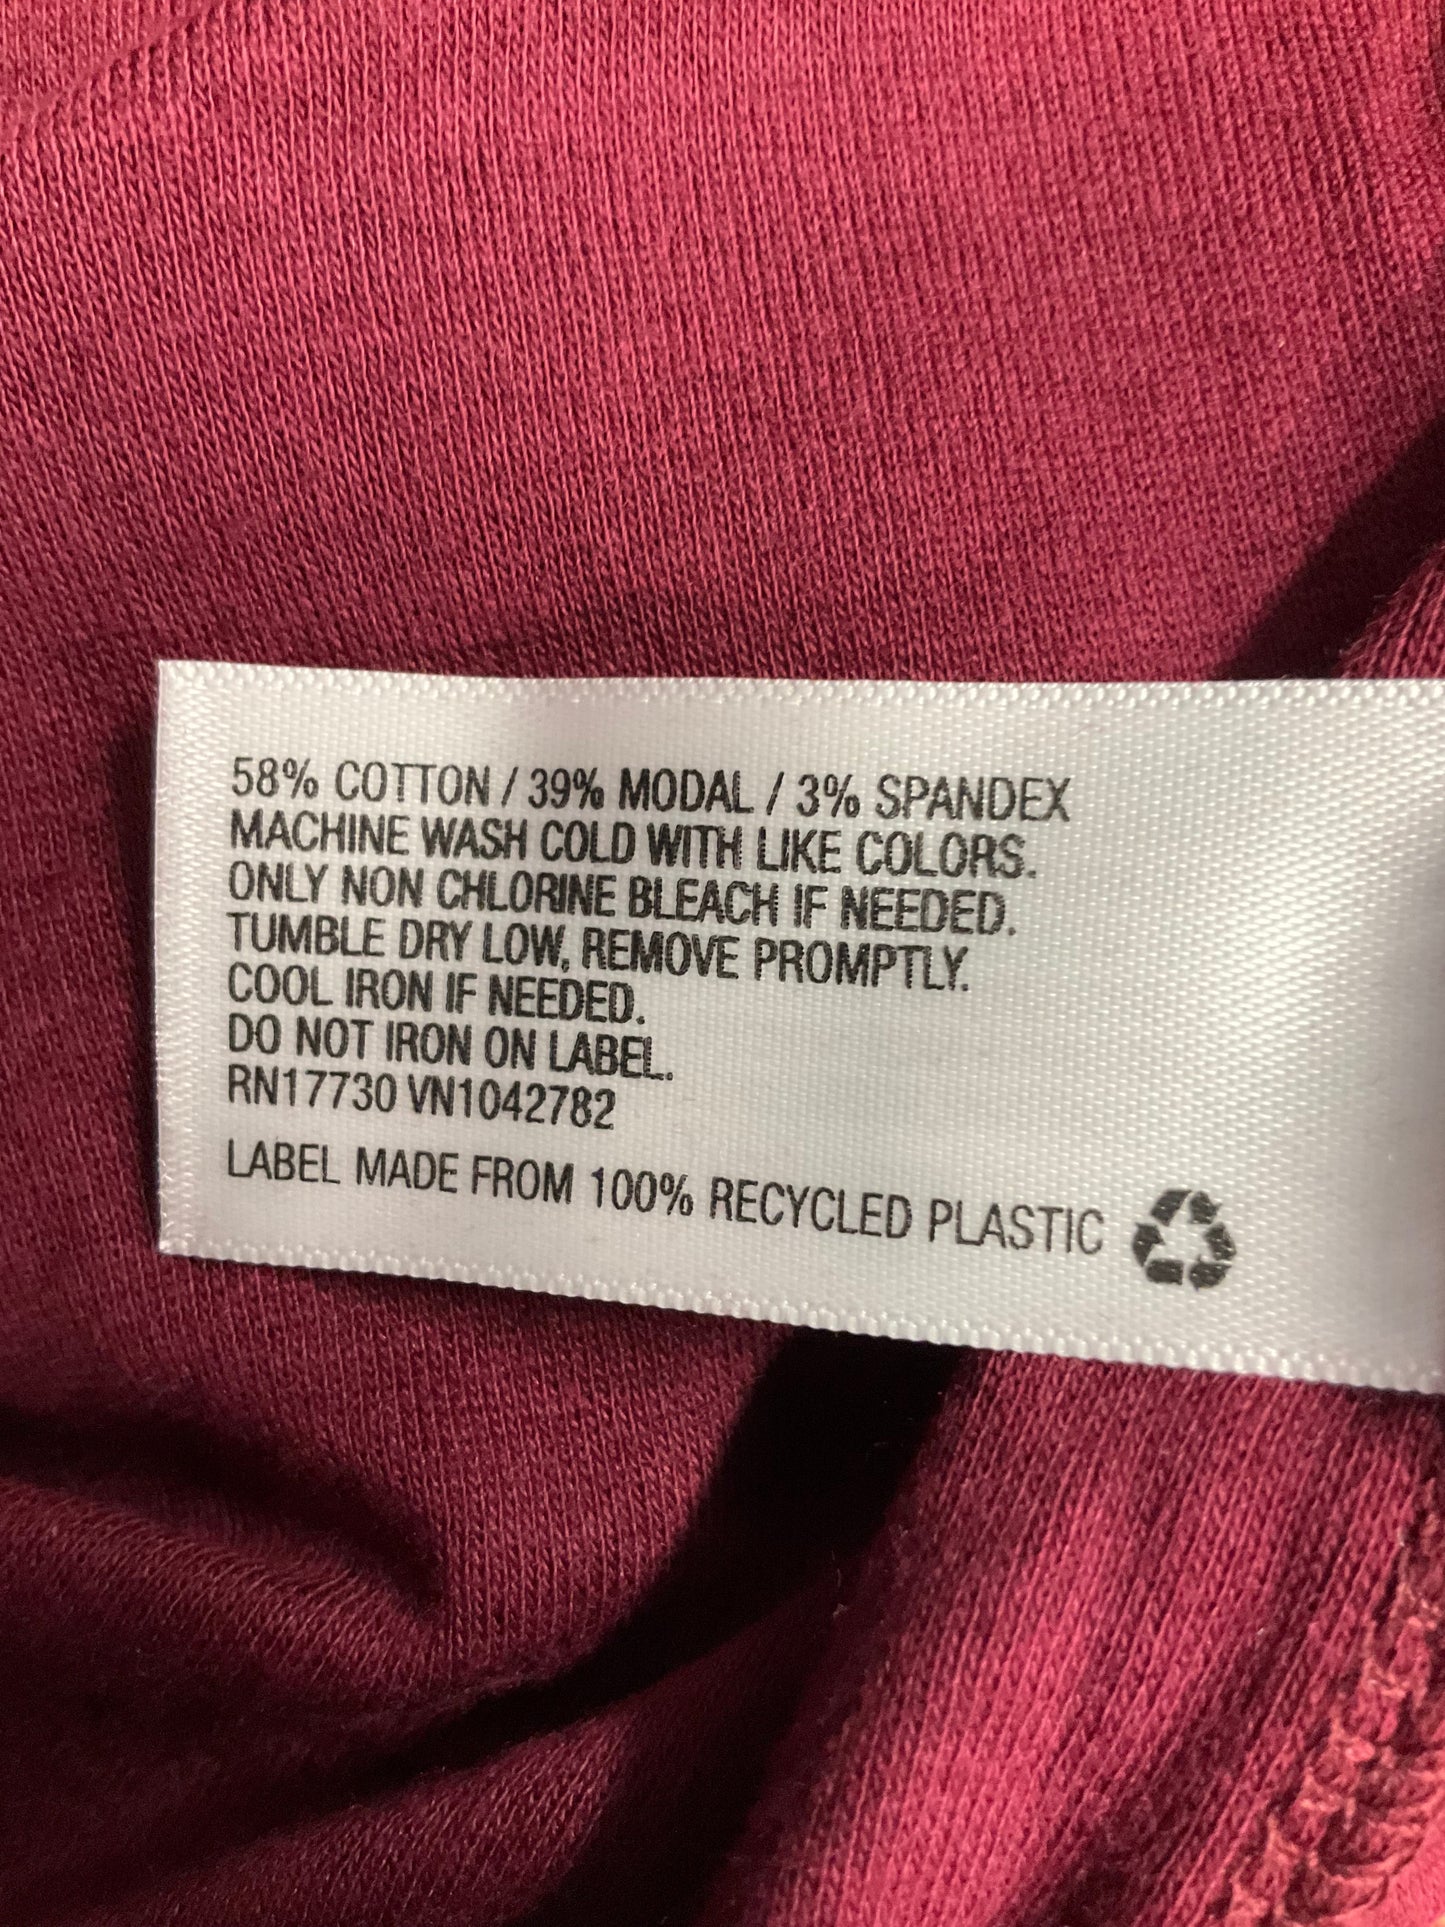 58% COTTON / 39% MODAL / 3% SPANDEX
MACHINE WASH COLD WITH LIKE COLORS.
ONLY NON CHLORINE BLEACH IF NEEDED.
TUMBLE DRY LOW, REMOVE PROMPTLY.
COOL IRON IF NEEDED.
DO NOT IRON ON LABEL.
RN17730 VN1042782
LABEL MADE FROM 100% RECYCLED PLASTIC